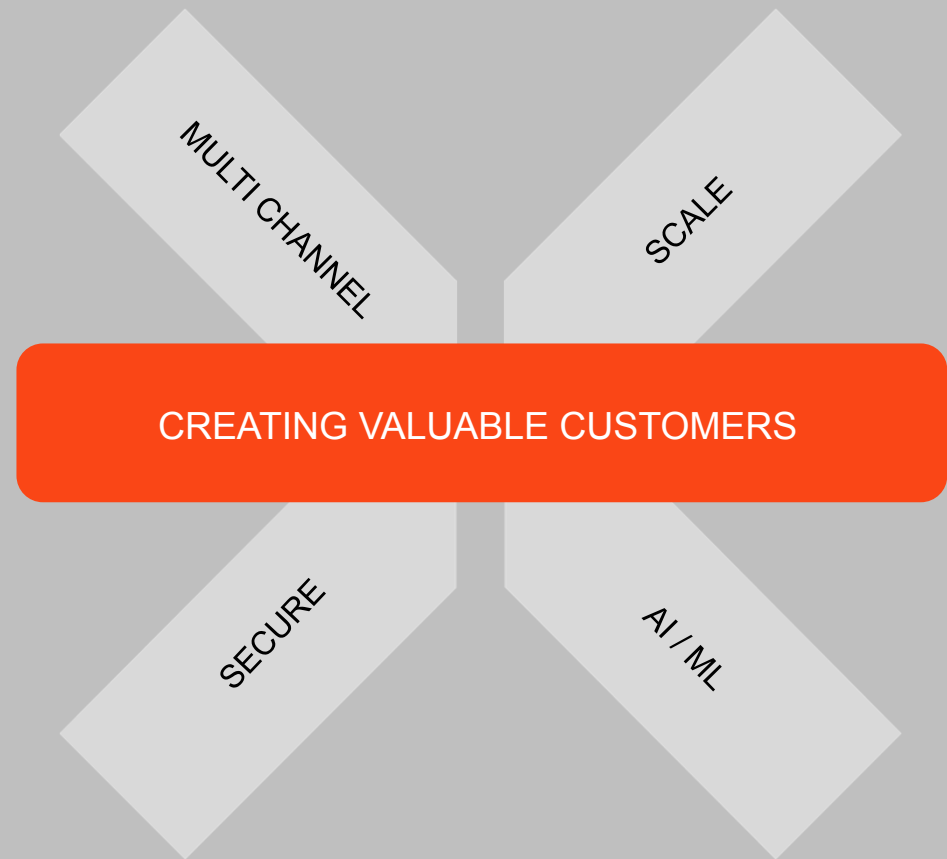 MULTI CHANNEL
SCALE
CREATING VALUABLE CUSTOMERS
SECURE
AI / ML